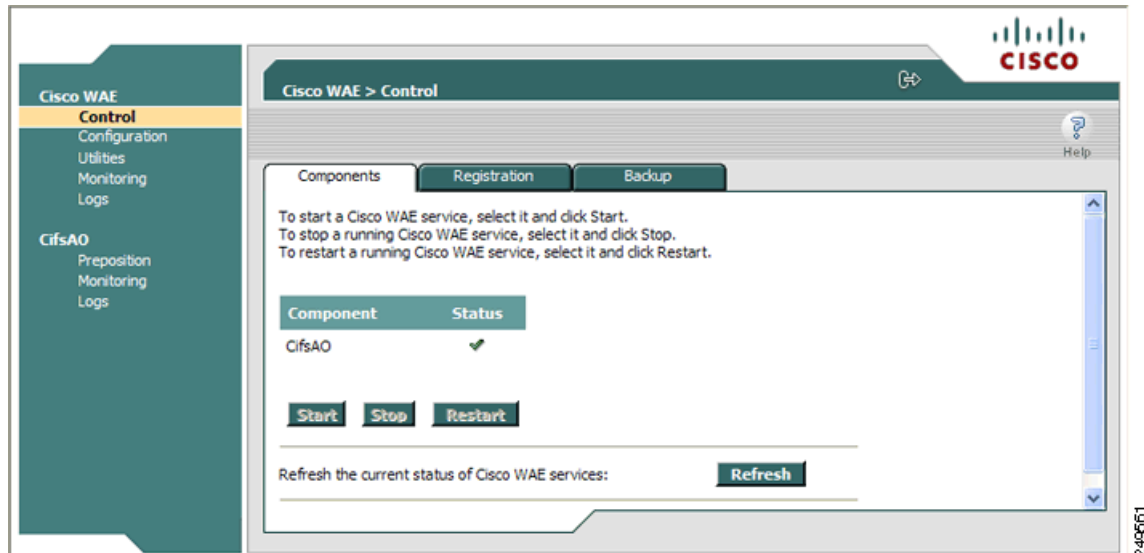 CISCO
Cisco WAE
Control
Configuration
Utilities
Monitoring
Logs
CifsAO
Preposition
Monitoring
Logs
Cisco WAE > Control
Help
Components Registration Backup
To start a Cisco WAE service, select it and click Start.
To stop a running Cisco WAE service, select it and click Stop.
To restart a running Cisco WAE service, select it and click Restart.
Component Status
CifsAO
Start Stop Restart
Refresh the current status of Cisco WAE services: Refresh
249561